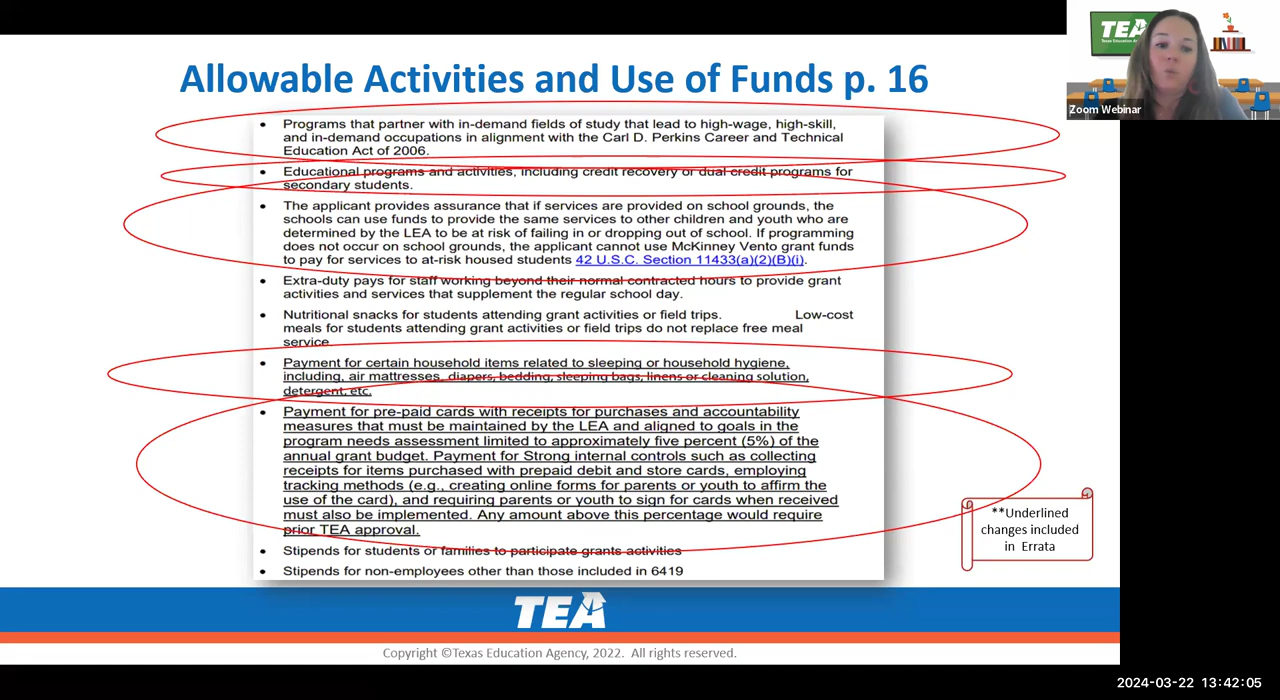 Allowable Activities and Use of Funds p. 16
TEA
Texas Education Ag
Zoom Webinar
• Programs that partner with in-demand fields of study that lead to high-wage, high-skill,
and in-demand occupations in alignment with the Carl D. Perkins Career and Technical
Education Act of 2006.
• Educational programs and activities, including credit recovery or dual credit programs for
secondary students.
• The applicant provides assurance that if services are provided on school grounds, the
schools can use funds to provide the same services to other children and youth who are
determined by the LEA to be at risk of failing in or dropping out of school. If programming
does not occur on school grounds, the applicant cannot use McKinney Vento grant funds
to pay for services to at-risk housed students 42 U.S.C. Section 11433(a)(2)(B)(i).
• Extra-duty pays for staff working beyond their normal contracted hours to provide grant
activities and services that supplement the regular school day.
• Nutritional snacks for students attending grant activities or field trips. Low-cost
meals for students attending grant activities or field trips do not replace free meal
service.
• Payment for certain household items related to sleeping or household hygiene,
including, air mattresses, diapers, bedding, sleeping bags, linens or cleaning solution,
detergent, etc.
• Payment for pre-paid cards with receipts for purchases and accountability
measures that must be maintained by the LEA and aligned to goals in the
program needs assessment limited to approximately five percent (5%) of the
annual grant budget. Payment for Strong internal controls such as collecting
receipts for items purchased with prepaid debit and store cards, employing
tracking methods (e.g., creating online forms for parents or youth to affirm the
use of the card), and requiring parents or youth to sign for cards when received
must also be implemented. Any amount above this percentage would require
prior TEA approval.
• Stipends for students or families to participate grants activities
• Stipends for non-employees other than those included in 6419
**Underlined
changes included
in Errata
TEA
Copyright ©Texas Education Agency, 2022. All rights reserved.
2024-03-22 13:42:05